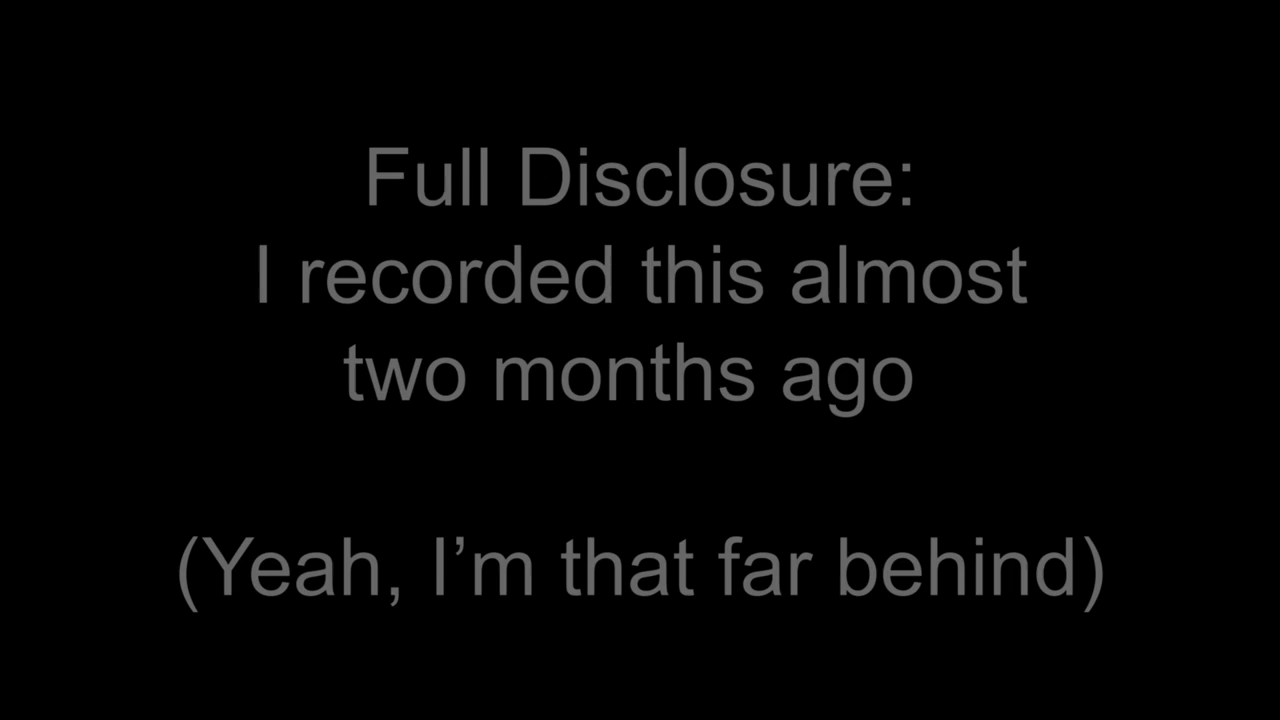 Full Disclosure:
I recorded this almost
two months ago
(Yeah, I’m that far behind)